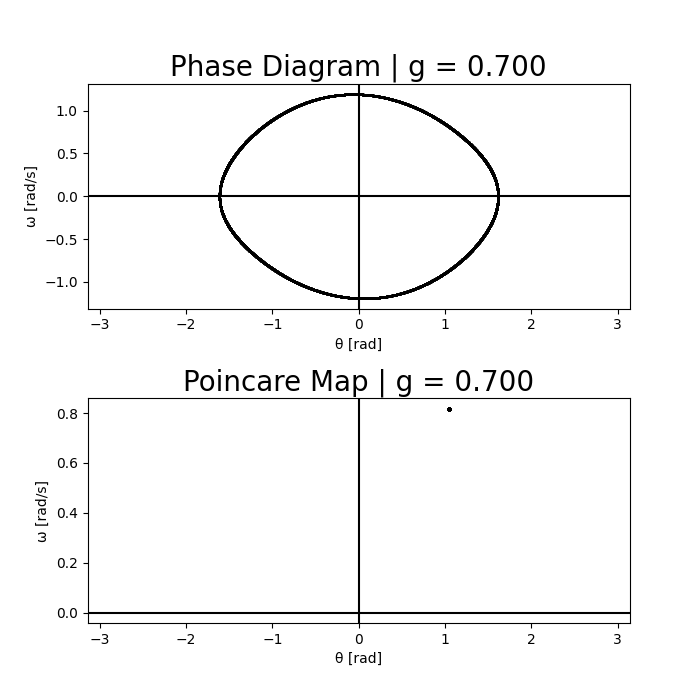 Phase Diagram | g = 0.700
1.0
0.5
0.0
−0.5
−1.0
ω [rad/s]
−3 −2 −1 0 1 2 3
θ [rad]
Poincare Map | g = 0.700
0.8
0.6
0.4
0.2
0.0
ω [rad/s]
−3 −2 −1 0 1 2 3
θ [rad]